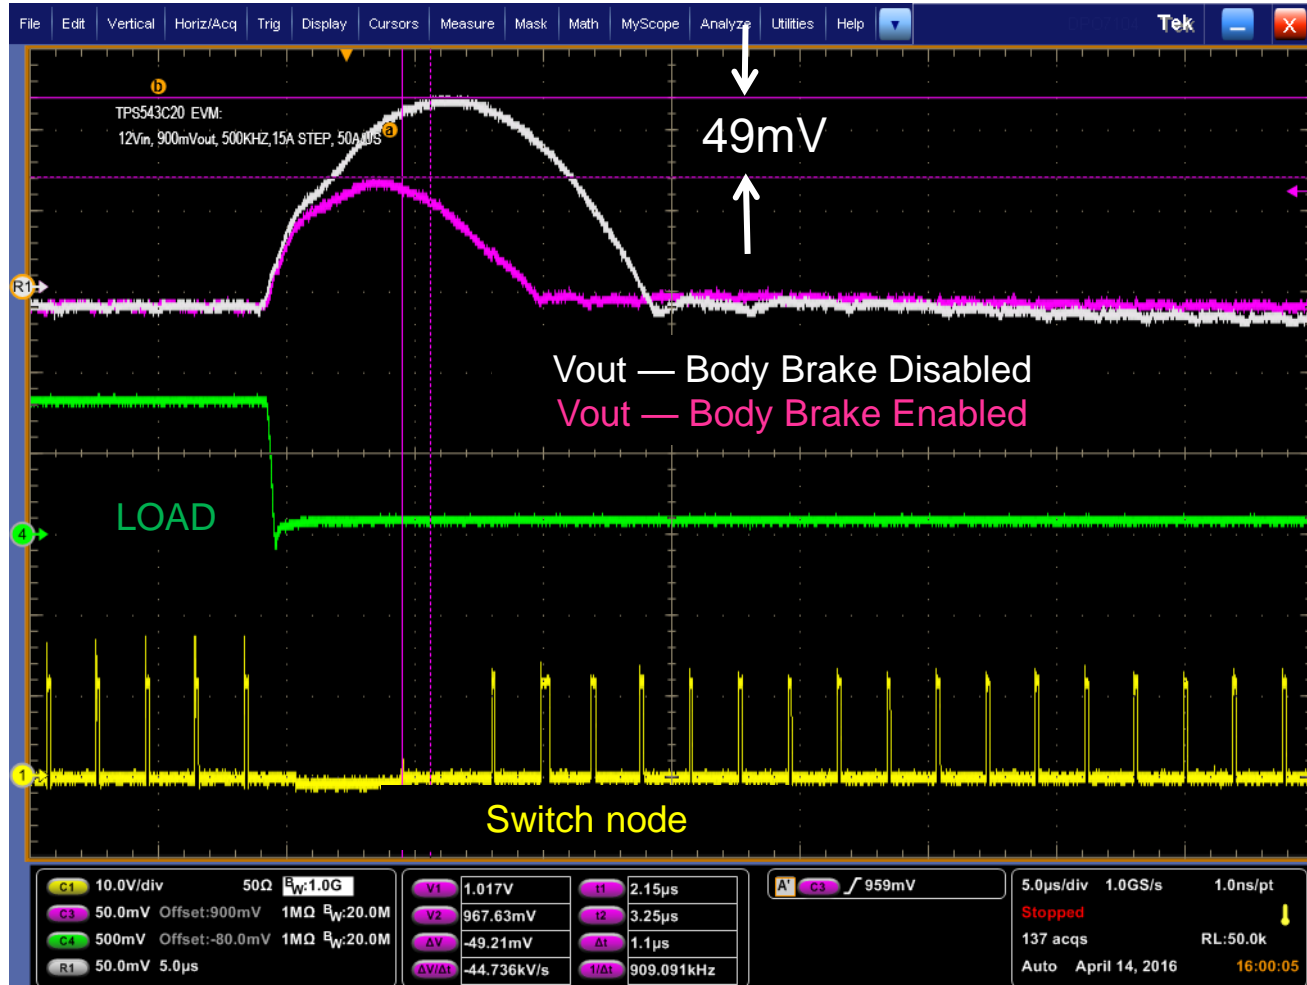 File Edit Vertical Horiz/Acq Trig Display Cursors Measure Mask Math MyScope Analyze Utilities Help Tek X
b
TPS543C20 EVM:
12Vin, 900mVout, 500KHZ,15A STEP, 50A/US
a
49mV
R1
Vout — Body Brake Disabled
Vout — Body Brake Enabled
LOAD
4
1
Switch node
C1 10.0V/div 50Ω BW:1.0G
C3 50.0mV Offset:900mV 1MΩ BW:20.0M
C4 500mV Offset:-80.0mV 1MΩ BW:20.0M
R1 50.0mV 5.0µs
V1 1.017V t1 2.15µs
V2 967.63mV t2 3.25µs
ΔV -49.21mV Δt 1.1µs
ΔV/Δt -44.736kV/s 1/Δt 909.091kHz
A' C3 959mV
5.0µs/div 1.0GS/s 1.0ns/pt
Stopped
137 acqs RL:50.0k
Auto April 14, 2016 16:00:05